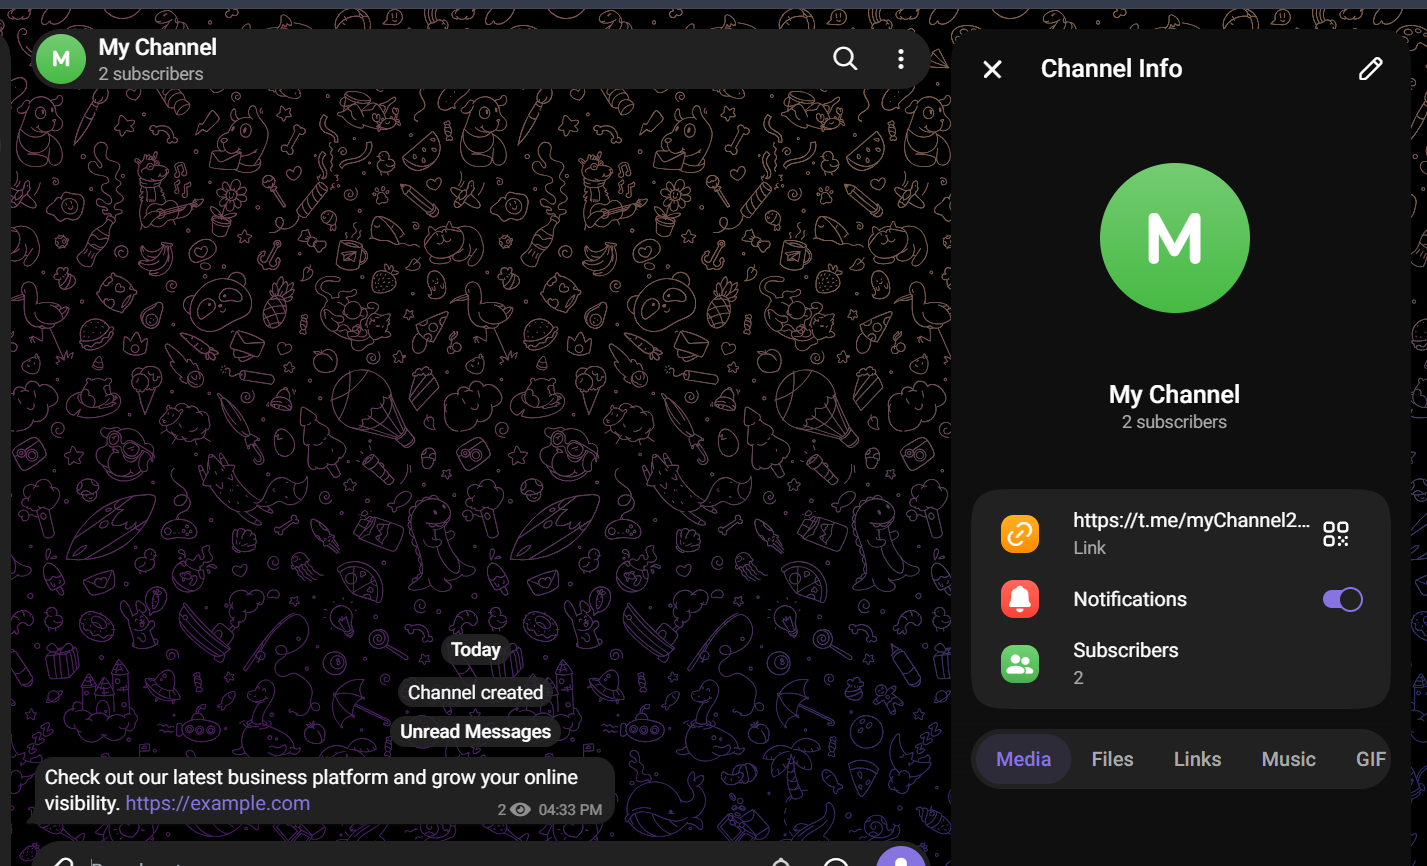 M
My Channel
2 subscribers
Today
Channel created
Unread Messages
Check out our latest business platform and grow your online
visibility. https://example.com
2 04:33 PM
Channel Info
M
My Channel
2 subscribers
https://t.me/myChannel2...
Link
Notifications
Subscribers
2
Media Files Links Music GIF